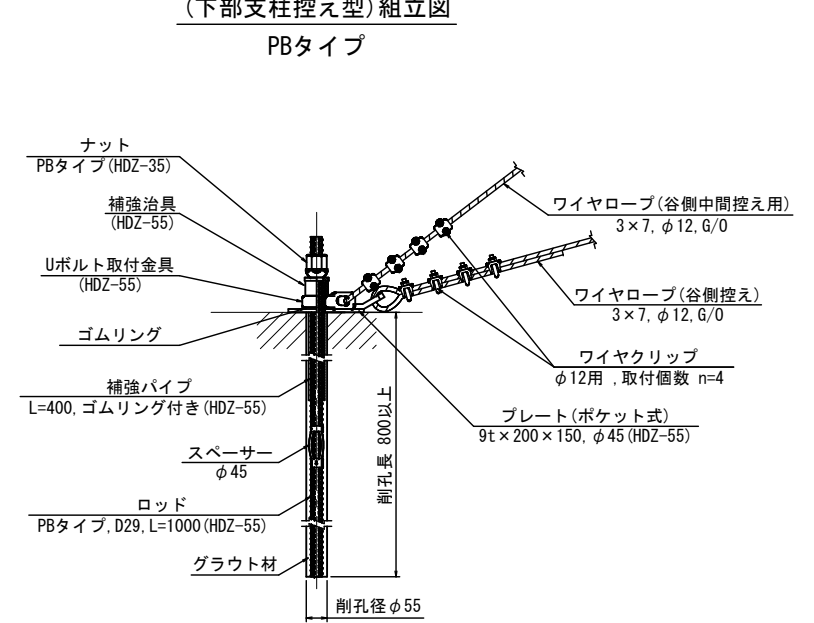 (下部支柱控え型)組立図
PBタイプ
ナット
PBタイプ(HDZ-35)
補強治具
(HDZ-55)
Uボルト取付金具
(HDZ-55)
ゴムリング
補強パイプ
L=400,ゴムリング付き(HDZ-55)
スペーサー
φ45
ロッド
PBタイプ,D29,L=1000(HDZ-55)
グラウト材
ワイヤロープ(谷側中間控え用)
3×7,φ12,G/O
ワイヤロープ(谷側控え)
3×7,φ12,G/O
ワイヤクリップ
φ12用 ,取付個数 n=4
プレート(ポケット式)
9t×200×150,φ45(HDZ-55)
削孔長 800以上
削孔径φ55